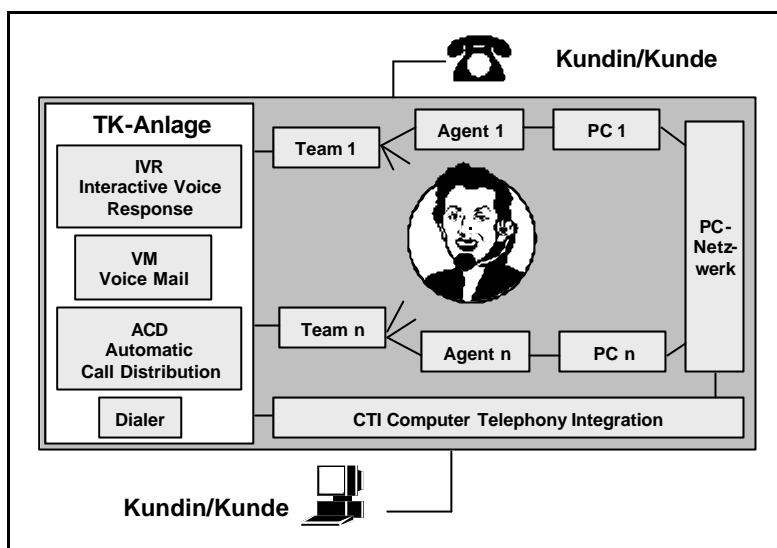 Kundin/Kunde
TK-Anlage
IVR
Interactive Voice
Response
VM
Voice Mail
ACD
Automatic
Call Distribution
Dialer
Team 1
Agent 1
PC 1
PC-
Netz-
werk
Team n
Agent n
PC n
CTI Computer Telephony Integration
Kundin/Kunde